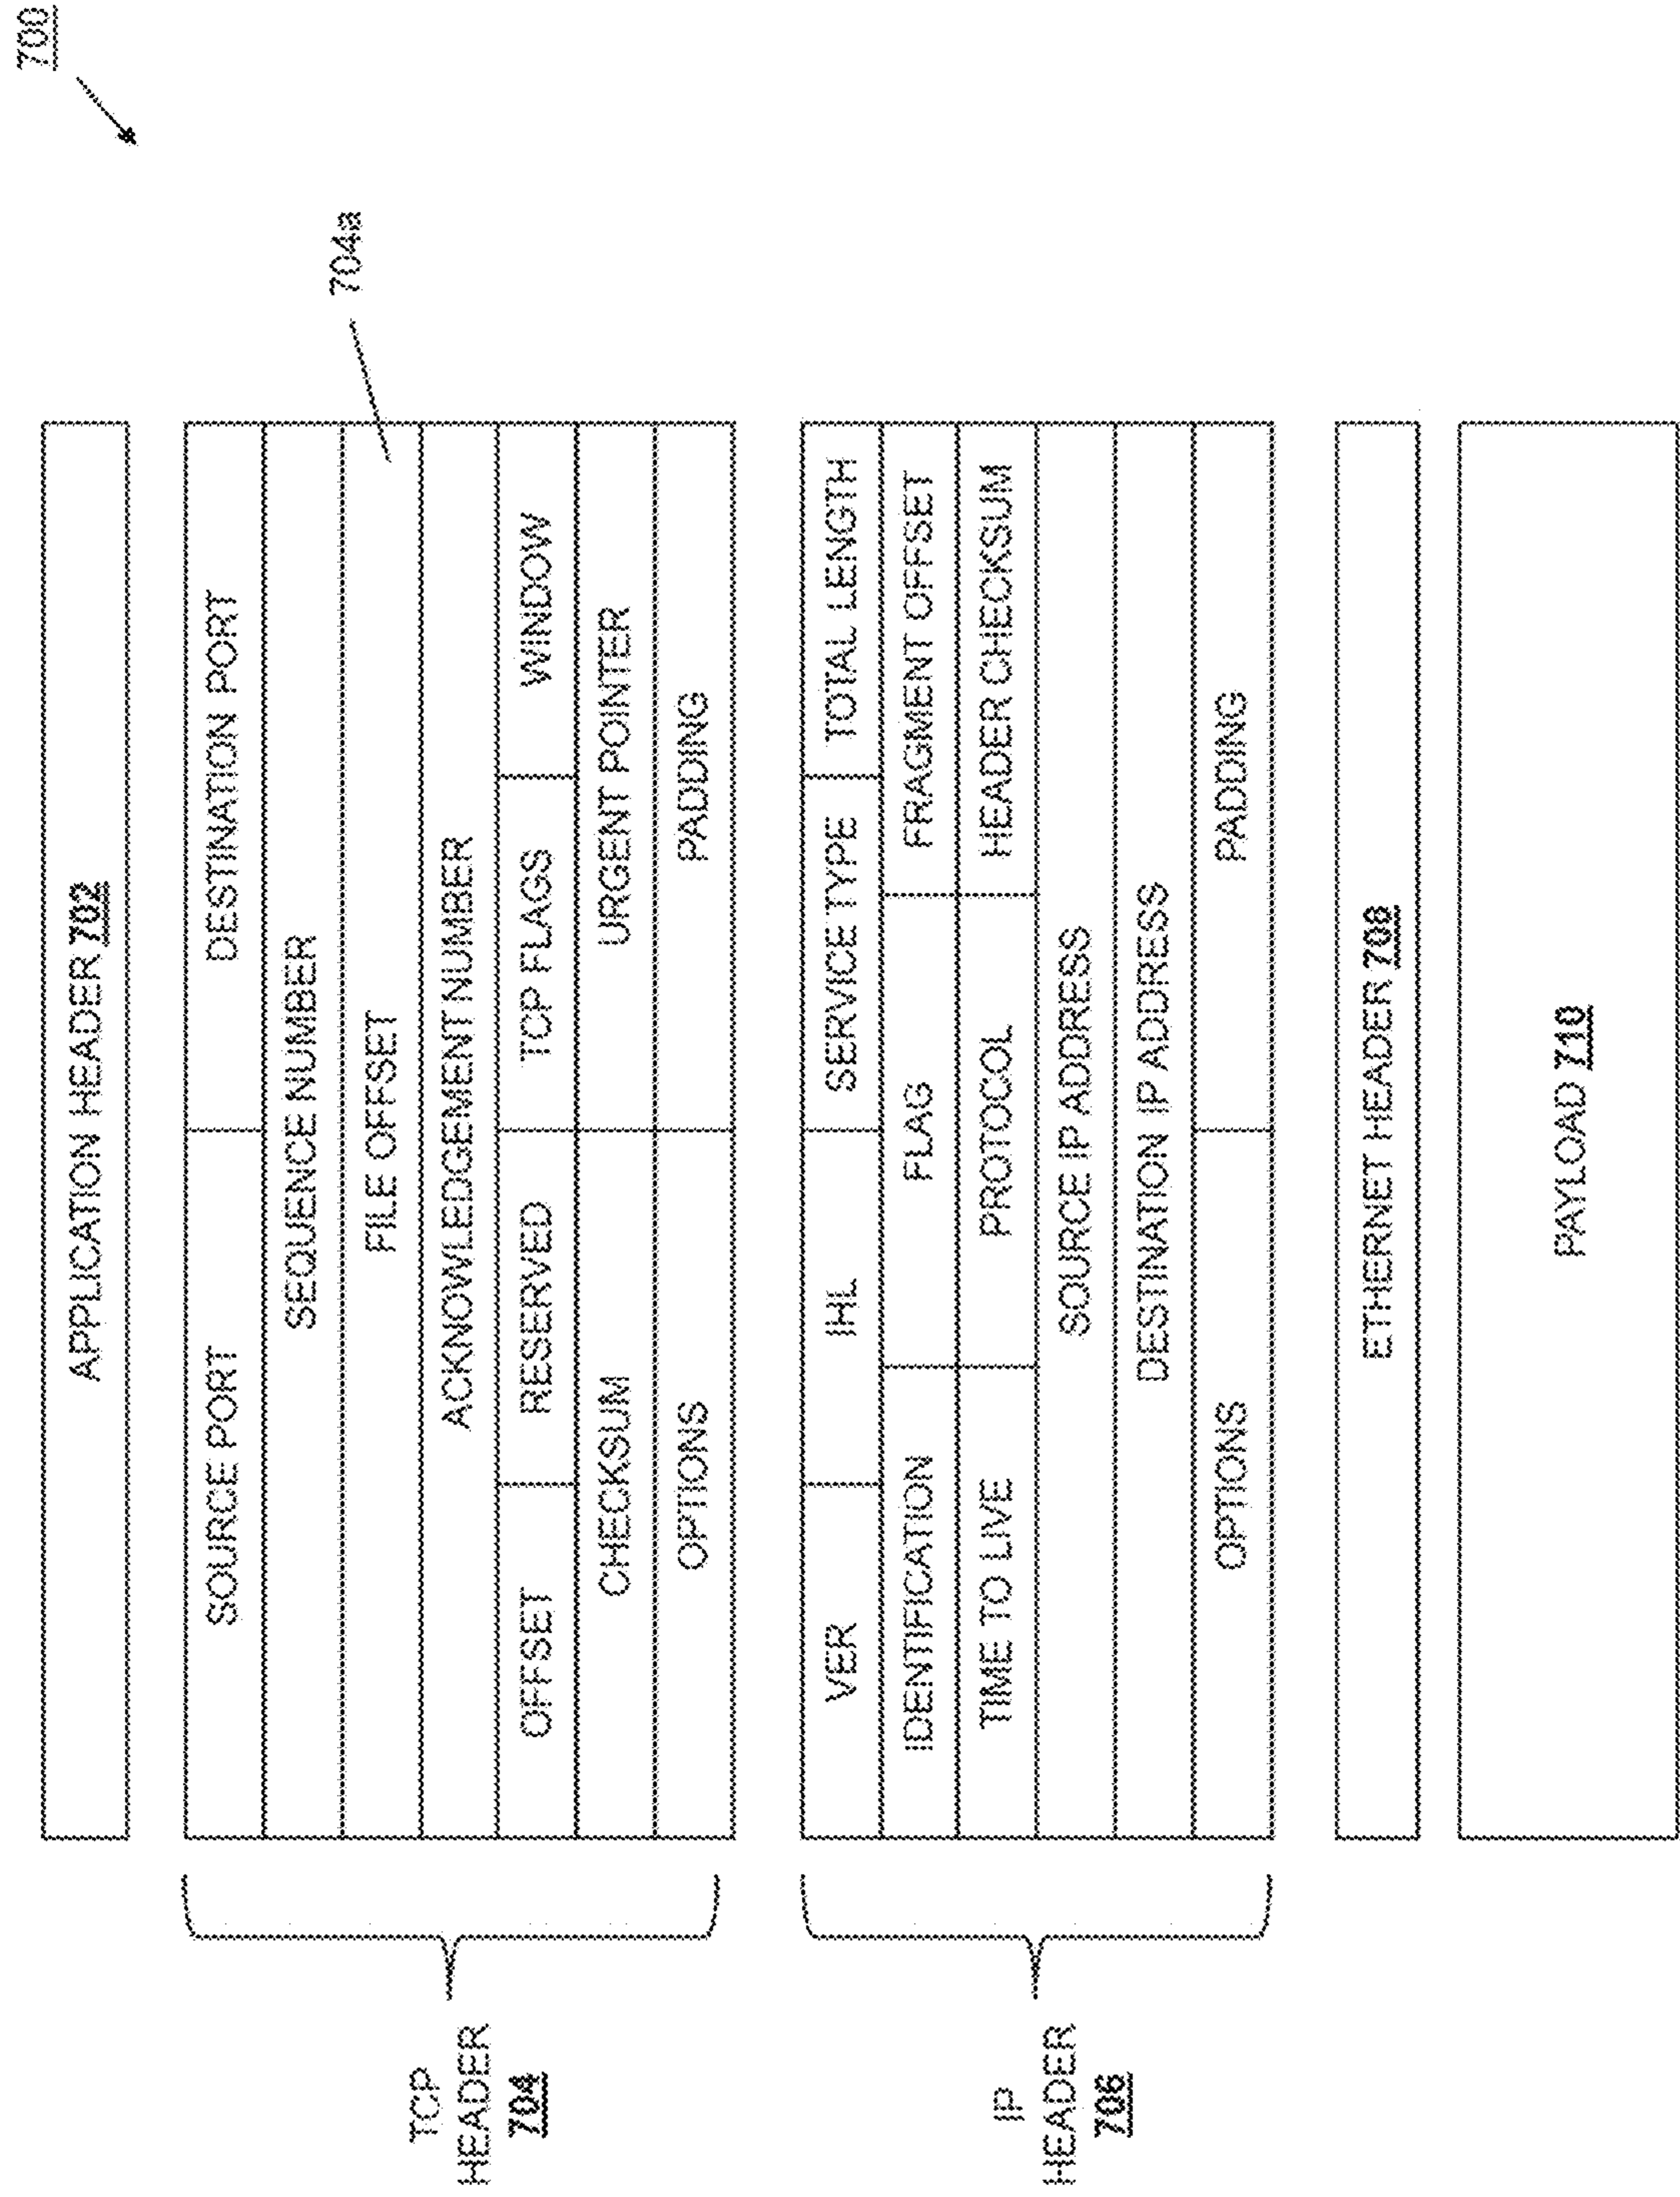 700
APPLICATION HEADER 702
SOURCE PORT
DESTINATION PORT
SEQUENCE NUMBER
FILE OFFSET
704a
ACKNOWLEDGEMENT NUMBER
OFFSET
RESERVED
TCP FLAGS
WINDOW
CHECKSUM
URGENT POINTER
OPTIONS
PADDING
TCP
HEADER
704
VER
IHL
SERVICE TYPE
TOTAL LENGTH
IDENTIFICATION
FLAG
FRAGMENT OFFSET
TIME TO LIVE
PROTOCOL
HEADER CHECKSUM
SOURCE IP ADDRESS
DESTINATION IP ADDRESS
OPTIONS
PADDING
IP
HEADER
706
ETHERNET HEADER 708
PAYLOAD 710